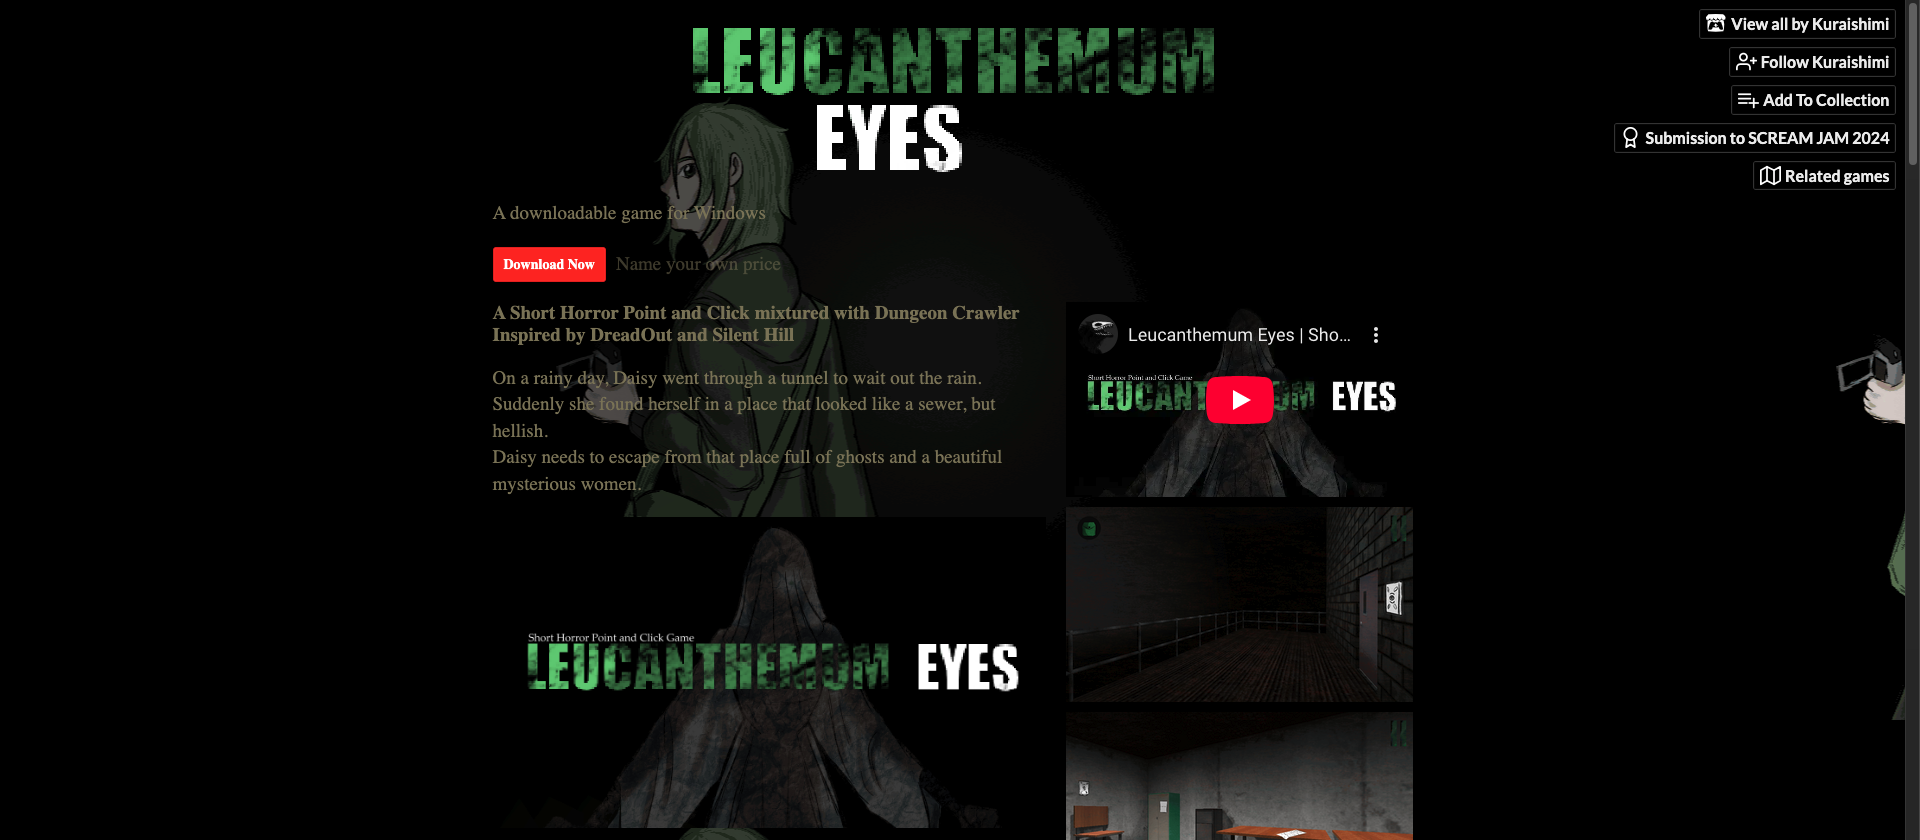 LEUCANTHEMUM
EYES
View all by Kuraishimi
Follow Kuraishimi
Add To Collection
Submission to SCREAM JAM 2024
Related games
A downloadable game for Windows
Download Now
Name your own price
A Short Horror Point and Click mixtured with Dungeon Crawler
Inspired by DreadOut and Silent Hill
On a rainy day, Daisy went through a tunnel to wait out the rain.
Suddenly she found herself in a place that looked like a sewer, but
hellish.
Daisy needs to escape from that place full of ghosts and a beautiful
mysterious women.
Leucanthemum Eyes | Sho...
Short Horror Point and Click Game
LEUCANTHEMUM EYES
Short Horror Point and Click Game
LEUCANTHEMUM EYES